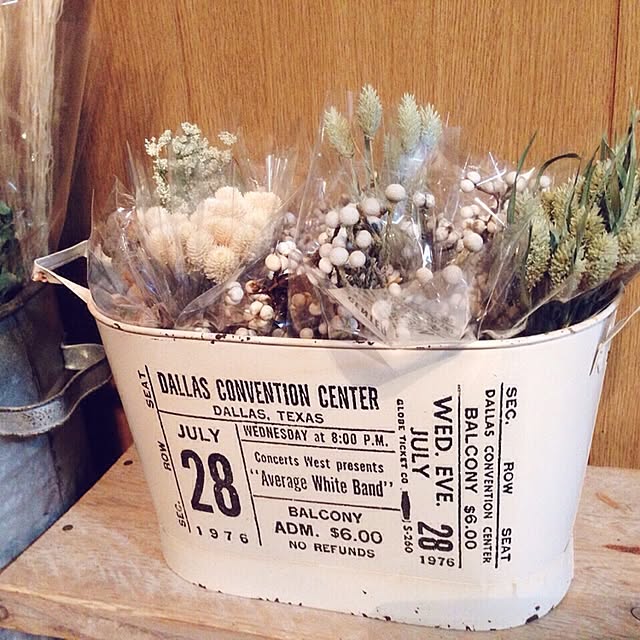 SEAT
ROW
SEC.
DALLAS CONVENTION CENTER
DALLAS, TEXAS
JULY
28
1976
WEDNESDAY at 8:00 P.M.
Concerts West presents
"Average White Band"
BALCONY
ADM. $6.00
NO REFUNDS
GLOBE TICKET CO. S-260
WED. EVE.
JULY 28
1976
BALCONY $6.00
DALLAS CONVENTION CENTER
SEC. ROW SEAT